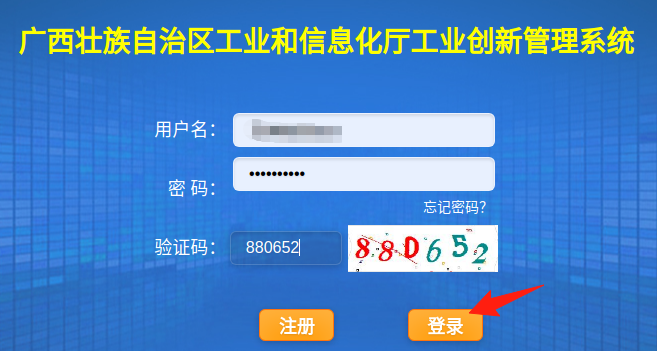 广西壮族自治区工业和信息化厅工业创新管理系统
用户名：
密 码： ••••••••••
忘记密码?
验证码： 880652 880652
注册 登录